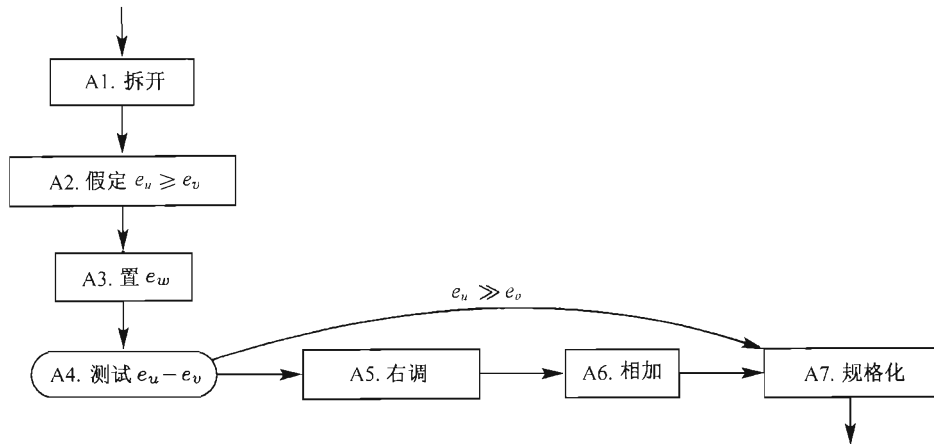 A1. 拆开
A2. 假定 e_u ≥ e_v
A3. 置 e_w
e_u ≫ e_v
A4. 测试 e_u − e_v
A5. 右调
A6. 相加
A7. 规格化